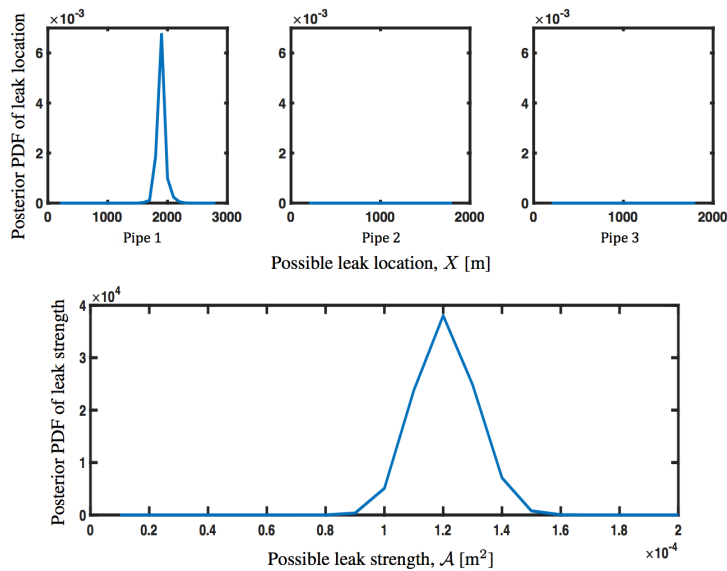 ×10⁻³ ×10⁻³ ×10⁻³
Posterior PDF of leak location
6 6 6
4 4 4
2 2 2
0 0 0
0 1000 2000 3000 0 1000 2000 0 1000 2000
Pipe 1 Pipe 2 Pipe 3
Possible leak location, X [m]
×10⁴
Posterior PDF of leak strength
4
3
2
1
0
0 0.2 0.4 0.6 0.8 1 1.2 1.4 1.6 1.8 2
×10⁻⁴
Possible leak strength, 𝒜 [m²]